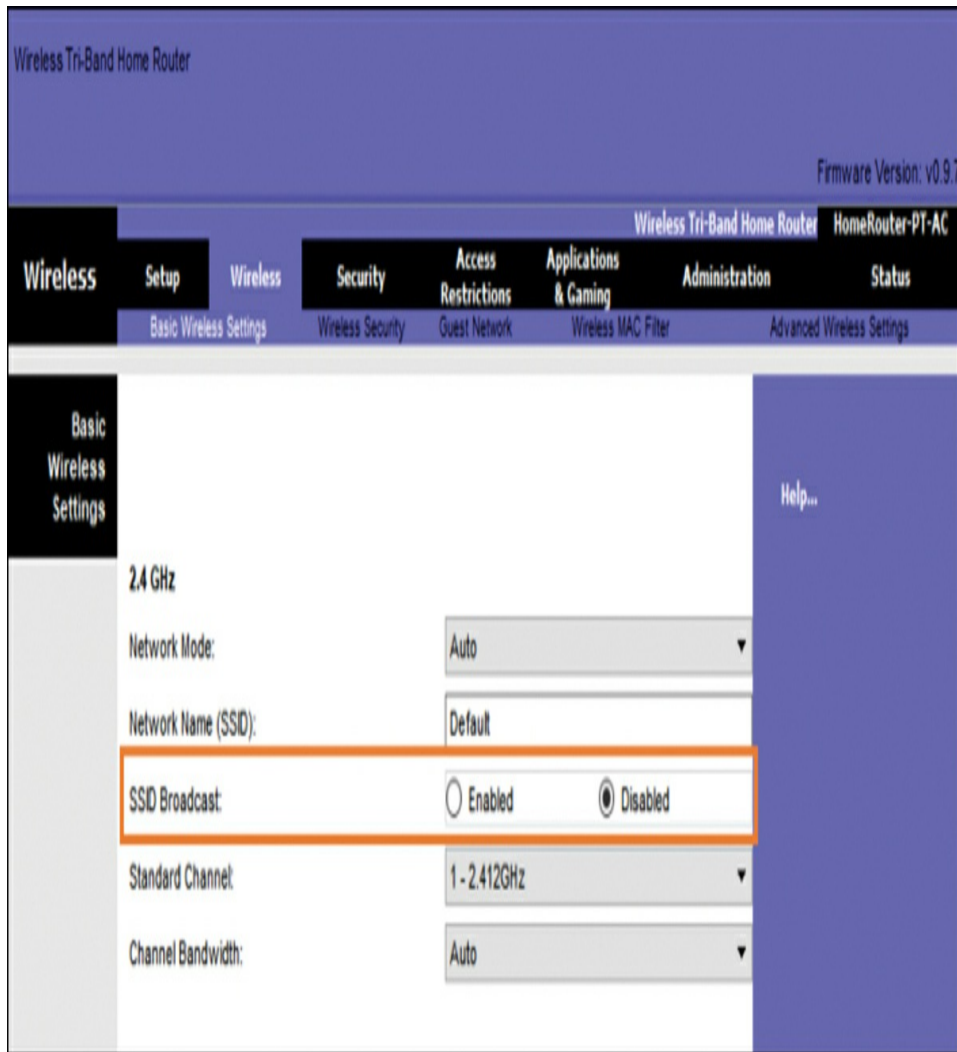 Wireless Tri-Band Home Router
Firmware Version: v0.9.7
Wireless Tri-Band Home Router HomeRouter-PT-AC
Wireless Setup Wireless Security Access Restrictions Applications & Gaming Administration Status
Basic Wireless Settings Wireless Security Guest Network Wireless MAC Filter Advanced Wireless Settings
Basic
Wireless
Settings
Help...
2.4 GHz
Network Mode: Auto
Network Name (SSID): Default
SSID Broadcast: Enabled Disabled
Standard Channel: 1 - 2.412GHz
Channel Bandwidth: Auto